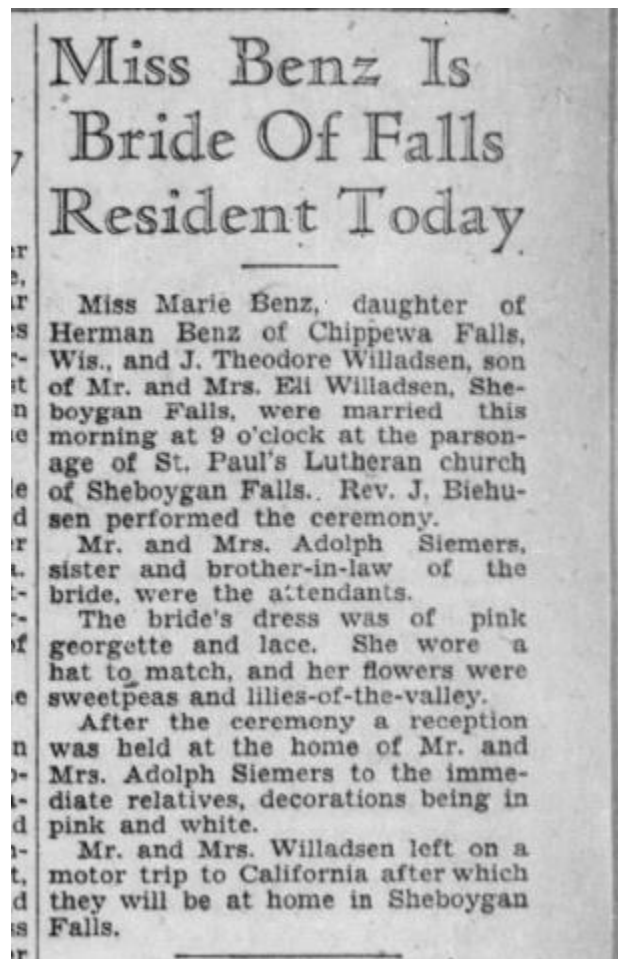 Miss Benz Is
Bride Of Falls
Resident Today
Miss Marie Benz, daughter of
Herman Benz of Chippewa Falls,
Wis., and J. Theodore Willadsen, son
of Mr. and Mrs. Eli Willadsen, She-
boygan Falls, were married this
morning at 9 o'clock at the parson-
age of St. Paul's Lutheran church
of Sheboygan Falls. Rev. J. Biehu-
sen performed the ceremony.
Mr. and Mrs. Adolph Siemers,
sister and brother-in-law of the
bride, were the attendants.
The bride's dress was of pink
georgette and lace. She wore a
hat to match, and her flowers were
sweetpeas and lilies-of-the-valley.
After the ceremony a reception
was held at the home of Mr. and
Mrs. Adolph Siemers to the imme-
diate relatives, decorations being in
pink and white.
Mr. and Mrs. Willadsen left on a
motor trip to California after which
they will be at home in Sheboygan
Falls.